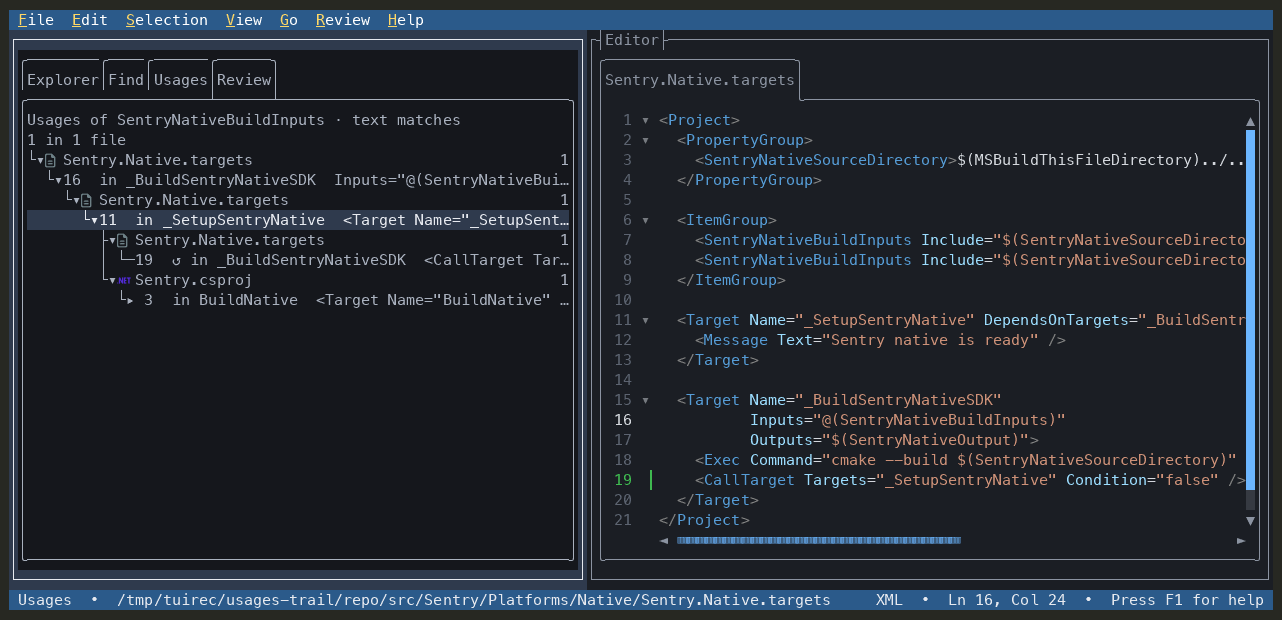 File Edit Selection View Go Review Help
Explorer Find Usages Review
Usages of SentryNativeBuildInputs · text matches
1 in 1 file
Sentry.Native.targets 1
16 in _BuildSentryNativeSDK Inputs="@(SentryNativeBui…
Sentry.Native.targets 1
11 in _SetupSentryNative <Target Name="_SetupSent…
Sentry.Native.targets 1
19 ↺ in _BuildSentryNativeSDK <CallTarget Tar…
NET Sentry.csproj 1
3 in BuildNative <Target Name="BuildNative" …
Editor
Sentry.Native.targets
1 <Project>
2 <PropertyGroup>
3 <SentryNativeSourceDirectory>$(MSBuildThisFileDirectory)../..
4 </PropertyGroup>
5
6 <ItemGroup>
7 <SentryNativeBuildInputs Include="$(SentryNativeSourceDirecto
8 <SentryNativeBuildInputs Include="$(SentryNativeSourceDirecto
9 </ItemGroup>
10
11 <Target Name="_SetupSentryNative" DependsOnTargets="_BuildSentr
12 <Message Text="Sentry native is ready" />
13 </Target>
14
15 <Target Name="_BuildSentryNativeSDK"
16 Inputs="@(SentryNativeBuildInputs)"
17 Outputs="$(SentryNativeOutput)">
18 <Exec Command="cmake --build $(SentryNativeSourceDirectory)"
19 <CallTarget Targets="_SetupSentryNative" Condition="false" />
20 </Target>
21 </Project>
Usages • /tmp/tuirec/usages-trail/repo/src/Sentry/Platforms/Native/Sentry.Native.targets XML • Ln 16, Col 24 • Press F1 for help